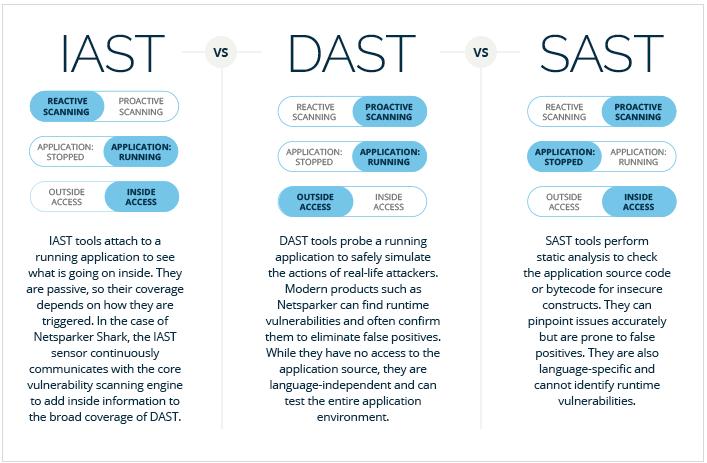 IAST
vs
DAST
vs
SAST
REACTIVE
SCANNING
PROACTIVE
SCANNING
APPLICATION:
STOPPED
APPLICATION:
RUNNING
OUTSIDE
ACCESS
INSIDE
ACCESS
IAST tools attach to a
running application to see
what is going on inside. They
are passive, so their coverage
depends on how they are
triggered. In the case of
Netsparker Shark, the IAST
sensor continuously
communicates with the core
vulnerability scanning engine
to add inside information to
the broad coverage of DAST.
REACTIVE
SCANNING
PROACTIVE
SCANNING
APPLICATION:
STOPPED
APPLICATION:
RUNNING
OUTSIDE
ACCESS
INSIDE
ACCESS
DAST tools probe a running
application to safely simulate
the actions of real-life attackers.
Modern products such as
Netsparker can find runtime
vulnerabilities and often confirm
them to eliminate false positives.
While they have no access to the
application source, they are
language-independent and can
test the entire application
environment.
REACTIVE
SCANNING
PROACTIVE
SCANNING
APPLICATION:
STOPPED
APPLICATION:
RUNNING
OUTSIDE
ACCESS
INSIDE
ACCESS
SAST tools perform
static analysis to check
the application source code
or bytecode for insecure
constructs. They can
pinpoint issues accurately
but are prone to false
positives. They are also
language-specific and
cannot identify runtime
vulnerabilities.